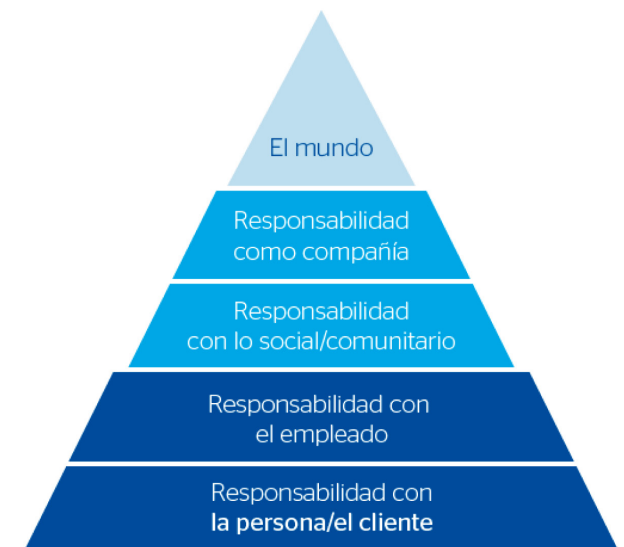 El mundo
Responsabilidad
como compañía
Responsabilidad
con lo social/comunitario
Responsabilidad con
el empleado
Responsabilidad con
la persona/el cliente